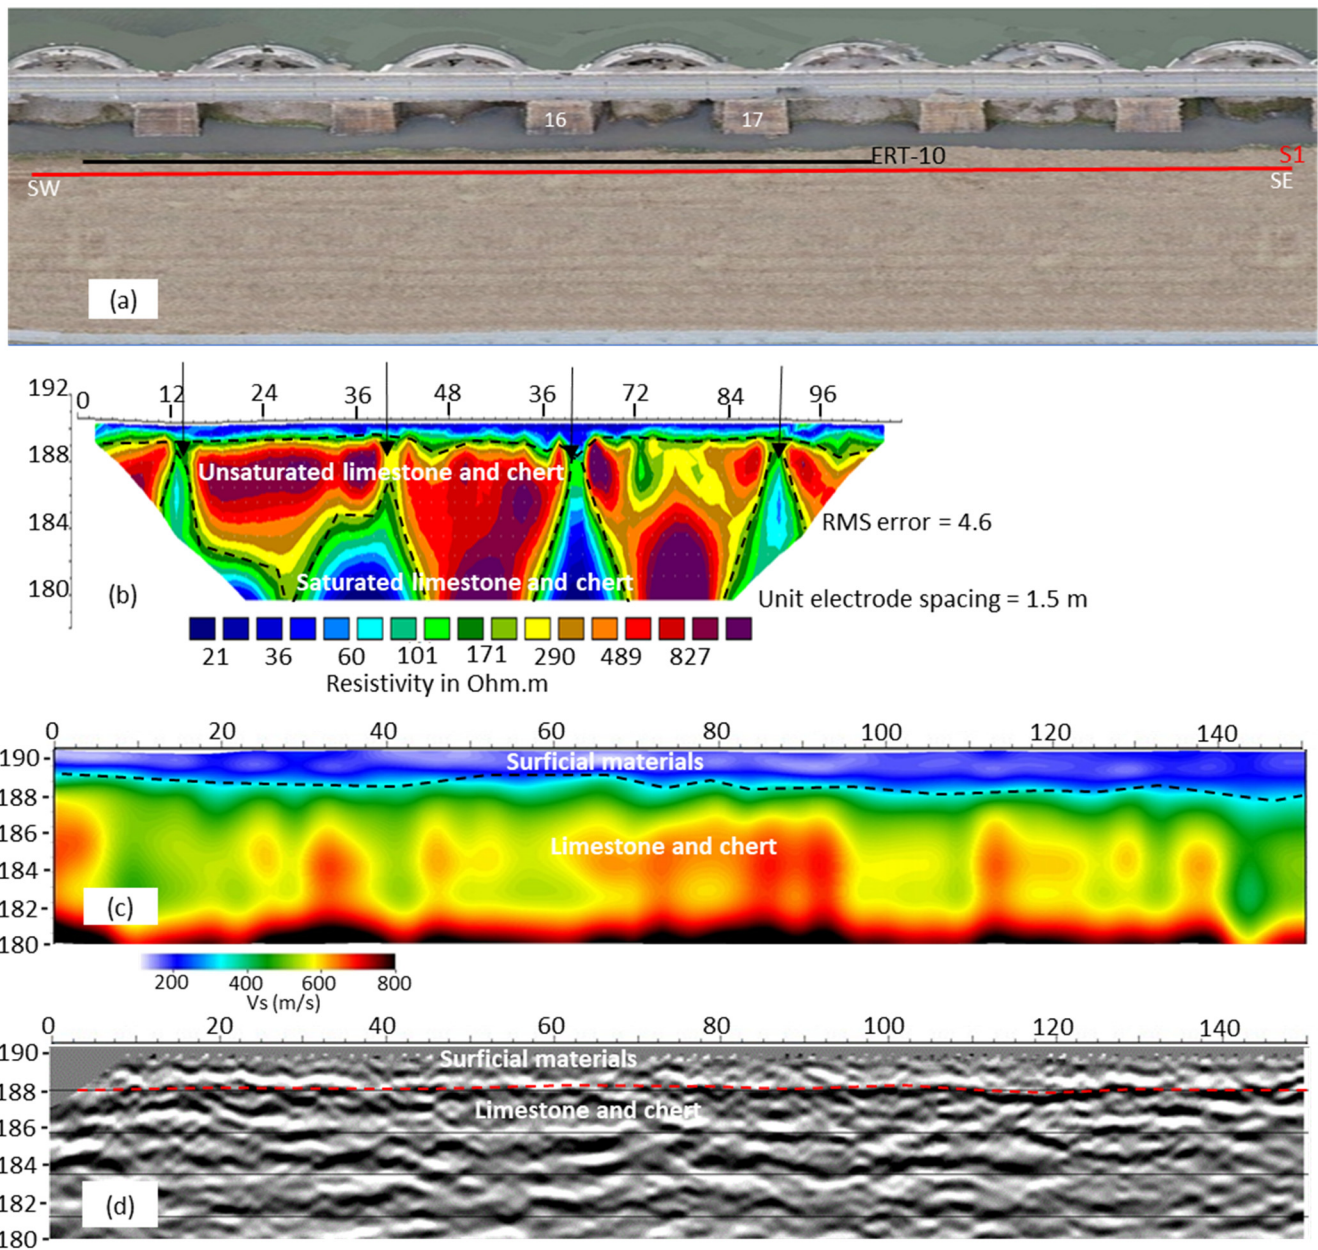 16 17
ERT-10 S1
SW SE
(a)
192
0 12 24 36 48 36 72 84 96
188
Unsaturated limestone and chert
184
RMS error = 4.6
180
(b)
Saturated limestone and chert
Unit electrode spacing = 1.5 m
21 36 60 101 171 290 489 827
Resistivity in Ohm.m
0 20 40 60 80 100 120 140
190
Surficial materials
188
186
Limestone and chert
184
182
(c)
180
200 400 600 800
Vs (m/s)
0 20 40 60 80 100 120 140
190
Surficial materials
188
Limestone and chert
186
184
182
(d)
180